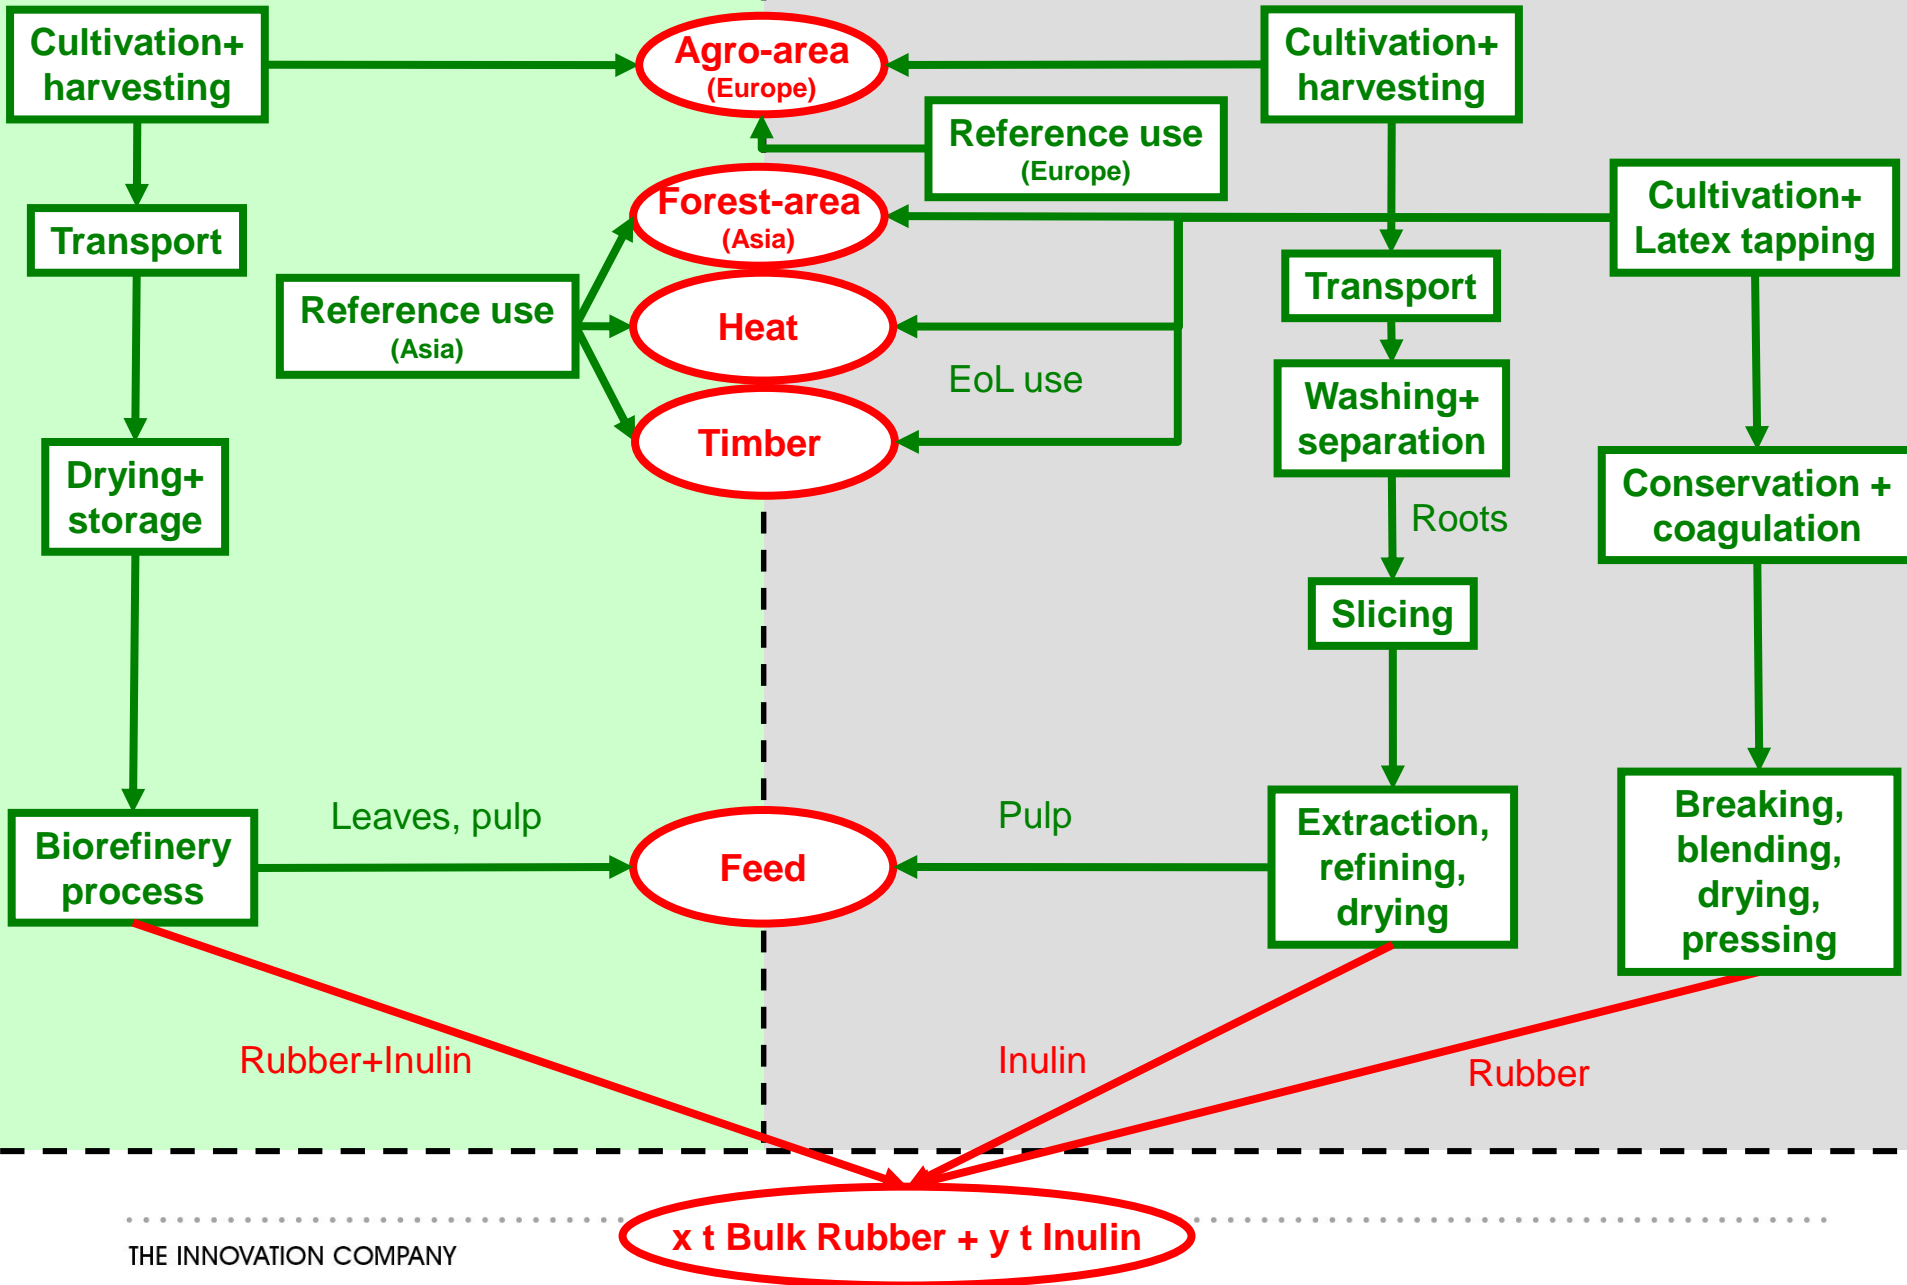 Cultivation+
harvesting
Agro-area
(Europe)
Cultivation+
harvesting
Reference use
(Europe)
Forest-area
(Asia)
Cultivation+
Latex tapping
Transport
Reference use
(Asia)
Heat
Transport
EoL use
Washing+
separation
Timber
Drying+
storage
Roots
Conservation +
coagulation
Slicing
Biorefinery
process
Leaves, pulp
Feed
Pulp
Extraction,
refining,
drying
Breaking,
blending,
drying,
pressing
Rubber+Inulin
Inulin
Rubber
x t Bulk Rubber + y t Inulin
THE INNOVATION COMPANY